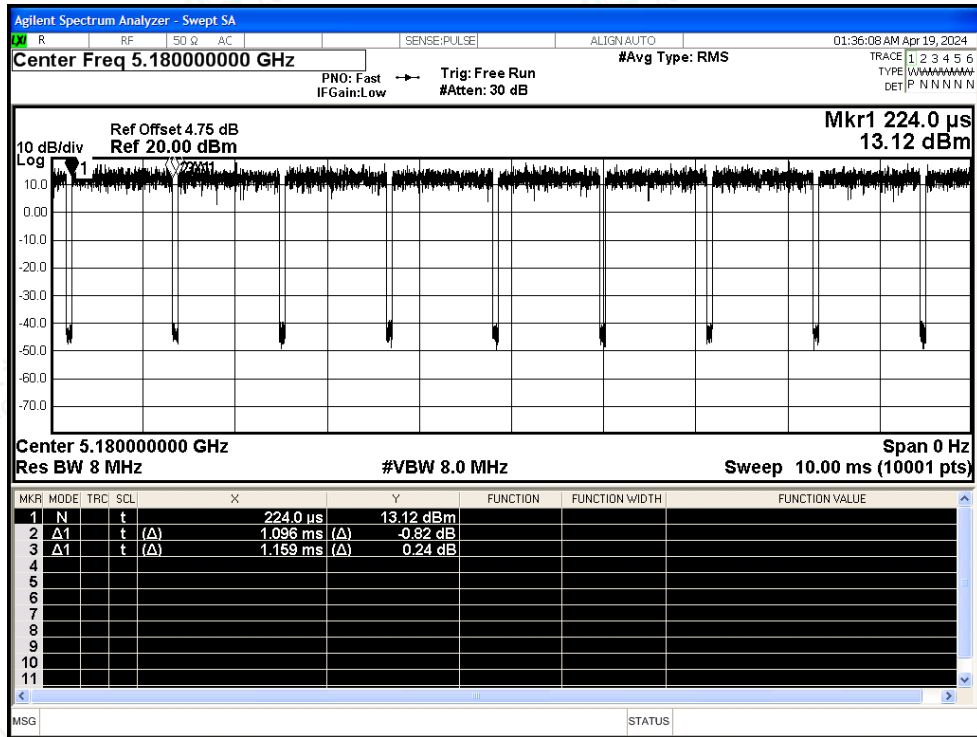 Agilent Spectrum Analyzer - Swept SA
LXI R RF 50 Ω AC SENSE:PULSE ALIGN AUTO 01:36:08 AM Apr 19, 2024
Center Freq 5.180000000 GHz
PNO: Fast
IFGain:Low
Trig: Free Run
#Atten: 30 dB
#Avg Type: RMS
TRACE 1 2 3 4 5 6
TYPE
DET P N N N N N
Mkr1 224.0 µs
13.12 dBm
Ref Offset 4.75 dB
10 dB/div Ref 20.00 dBm
Log
1
10.0
0.00
-10.0
-20.0
-30.0
-40.0
-50.0
-60.0
-70.0
Center 5.180000000 GHz Span 0 Hz
Res BW 8 MHz #VBW 8.0 MHz Sweep 10.00 ms (10001 pts)
MKR MODE TRC SCL X Y FUNCTION FUNCTION WIDTH FUNCTION VALUE
1 N t 224.0 µs 13.12 dBm
2 Δ1 t (Δ) 1.096 ms (Δ) -0.82 dB
3 Δ1 t (Δ) 1.159 ms (Δ) 0.24 dB
4
5
6
7
8
9
10
11
MSG STATUS